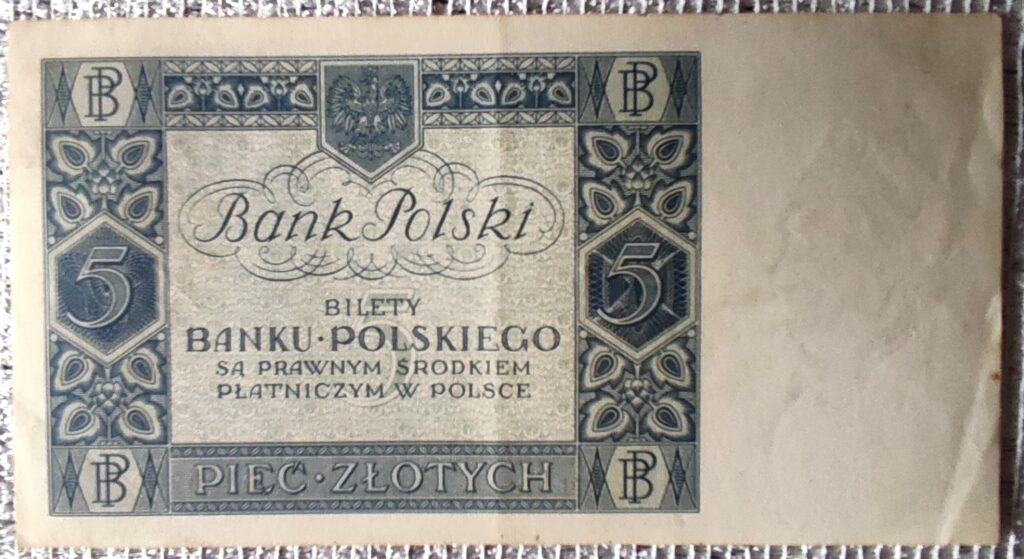 BP BP
Bank Polski
5 5
BILETY
BANKU·POLSKIEGO
SĄ PRAWNYM ŚRODKIEM
PŁATNICZYM W POLSCE
BP PIĘĆ·ZŁOTYCH BP